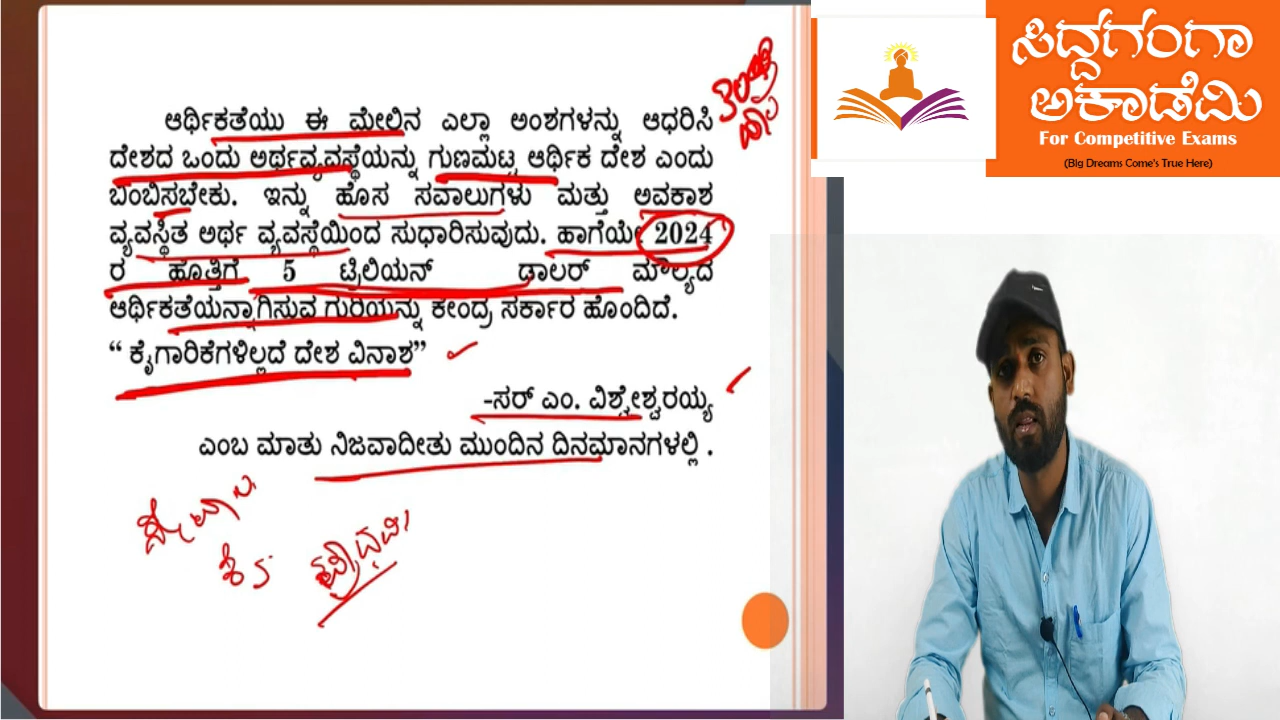 ಆರ್ಥಿಕತೆಯು ಈ ಮೇಲಿನ ಎಲ್ಲಾ ಅಂಶಗಳನ್ನು ಆಧರಿಸಿ
ದೇಶದ ಒಂದು ಅರ್ಥವ್ಯವಸ್ಥೆಯನ್ನು ಗುಣಮಟ್ಟ ಆರ್ಥಿಕ ದೇಶ ಎಂದು
ಬಿಂಬಿಸಬೇಕು. ಇನ್ನು ಹೊಸ ಸವಾಲುಗಳು ಮತ್ತು ಅವಕಾಶ
ವ್ಯವಸ್ಥಿತ ಅರ್ಥ ವ್ಯವಸ್ಥೆಯಿಂದ ಸುಧಾರಿಸುವುದು. ಹಾಗೆಯೇ 2024
ರ ಹೊತ್ತಿಗೆ 5 ಟ್ರಿಲಿಯನ್ ಡಾಲರ್ ಮೌಲ್ಯದ
ಆರ್ಥಿಕತೆಯನ್ನಾಗಿಸುವ ಗುರಿಯನ್ನು ಕೇಂದ್ರ ಸರ್ಕಾರ ಹೊಂದಿದೆ.
“ ಕೈಗಾರಿಕೆಗಳಿಲ್ಲದೆ ದೇಶ ವಿನಾಶ”
-ಸರ್ ಎಂ. ವಿಶ್ವೇಶ್ವರಯ್ಯ
ಎಂಬ ಮಾತು ನಿಜವಾದೀತು ಮುಂದಿನ ದಿನಮಾನಗಳಲ್ಲಿ .
ಸಿದ್ದಗಂಗಾ
ಅಕಾಡೆಮಿ
For Competitive Exams
(Big Dreams Come's True Here)